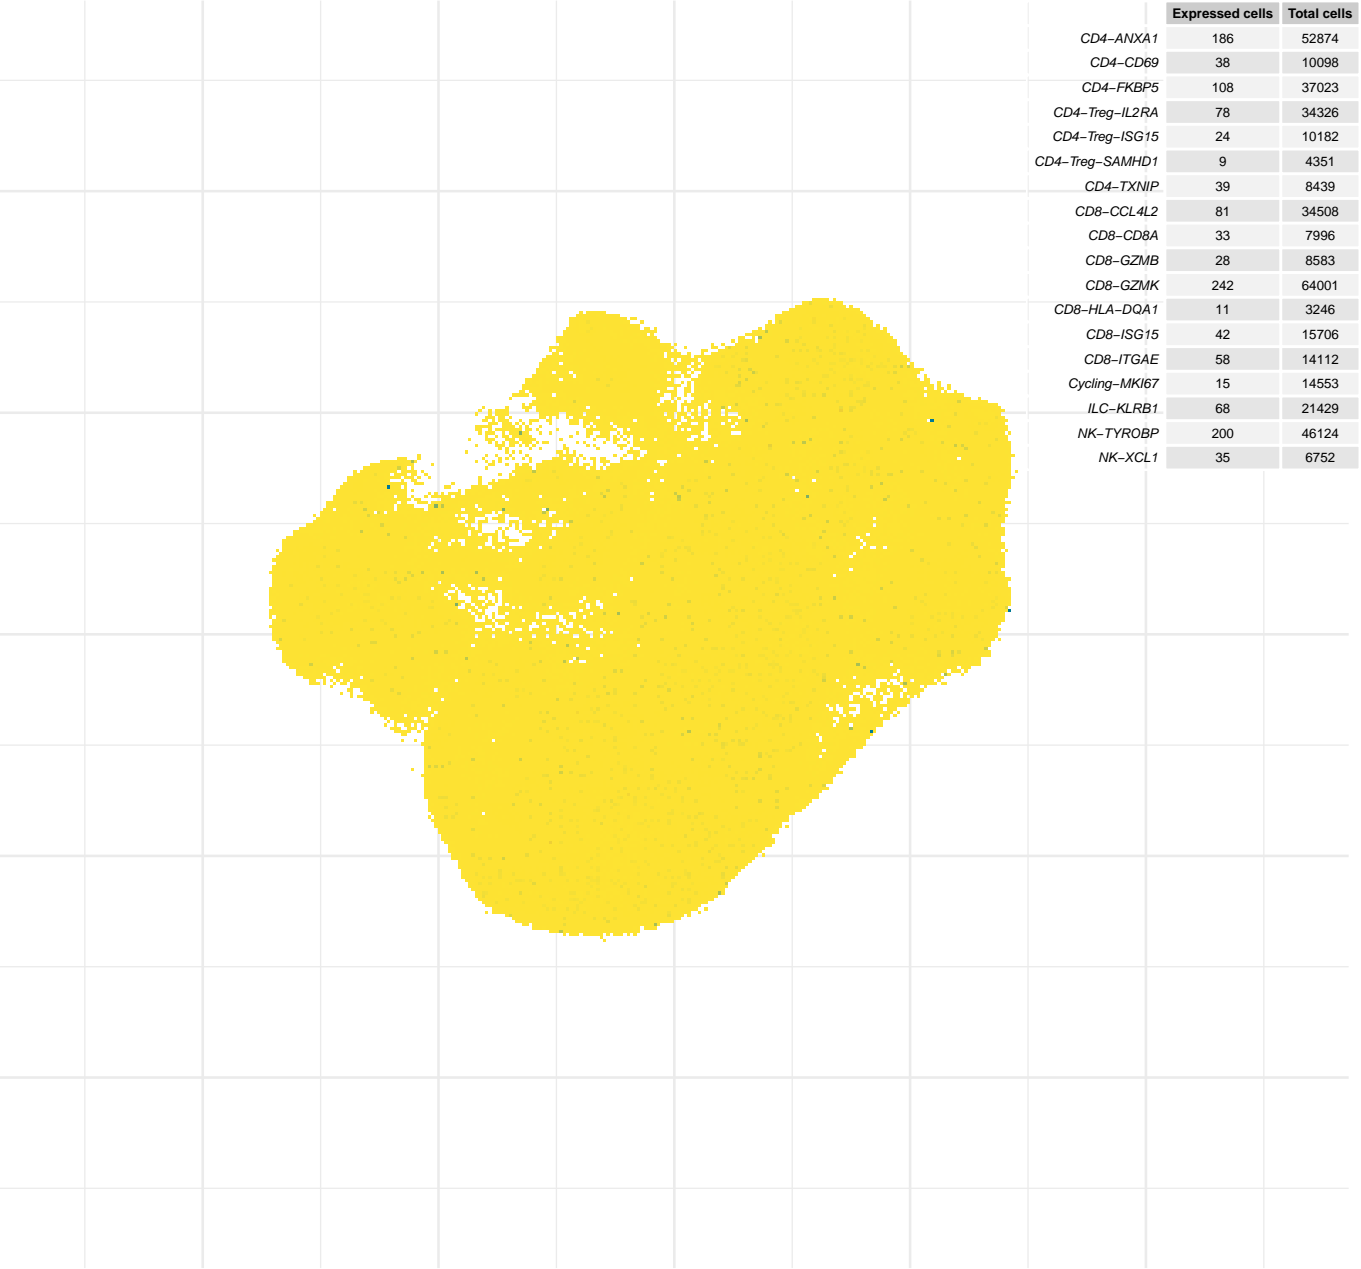 Expressed cells Total cells
CD4−ANXA1 186 52874
CD4−CD69 38 10098
CD4−FKBP5 108 37023
CD4−Treg−IL2RA 78 34326
CD4−Treg−ISG15 24 10182
CD4−Treg−SAMHD1 9 4351
CD4−TXNIP 39 8439
CD8−CCL4L2 81 34508
CD8−CD8A 33 7996
CD8−GZMB 28 8583
CD8−GZMK 242 64001
CD8−HLA−DQA1 11 3246
CD8−ISG15 42 15706
CD8−ITGAE 58 14112
Cycling−MKI67 15 14553
ILC−KLRB1 68 21429
NK−TYROBP 200 46124
NK−XCL1 35 6752